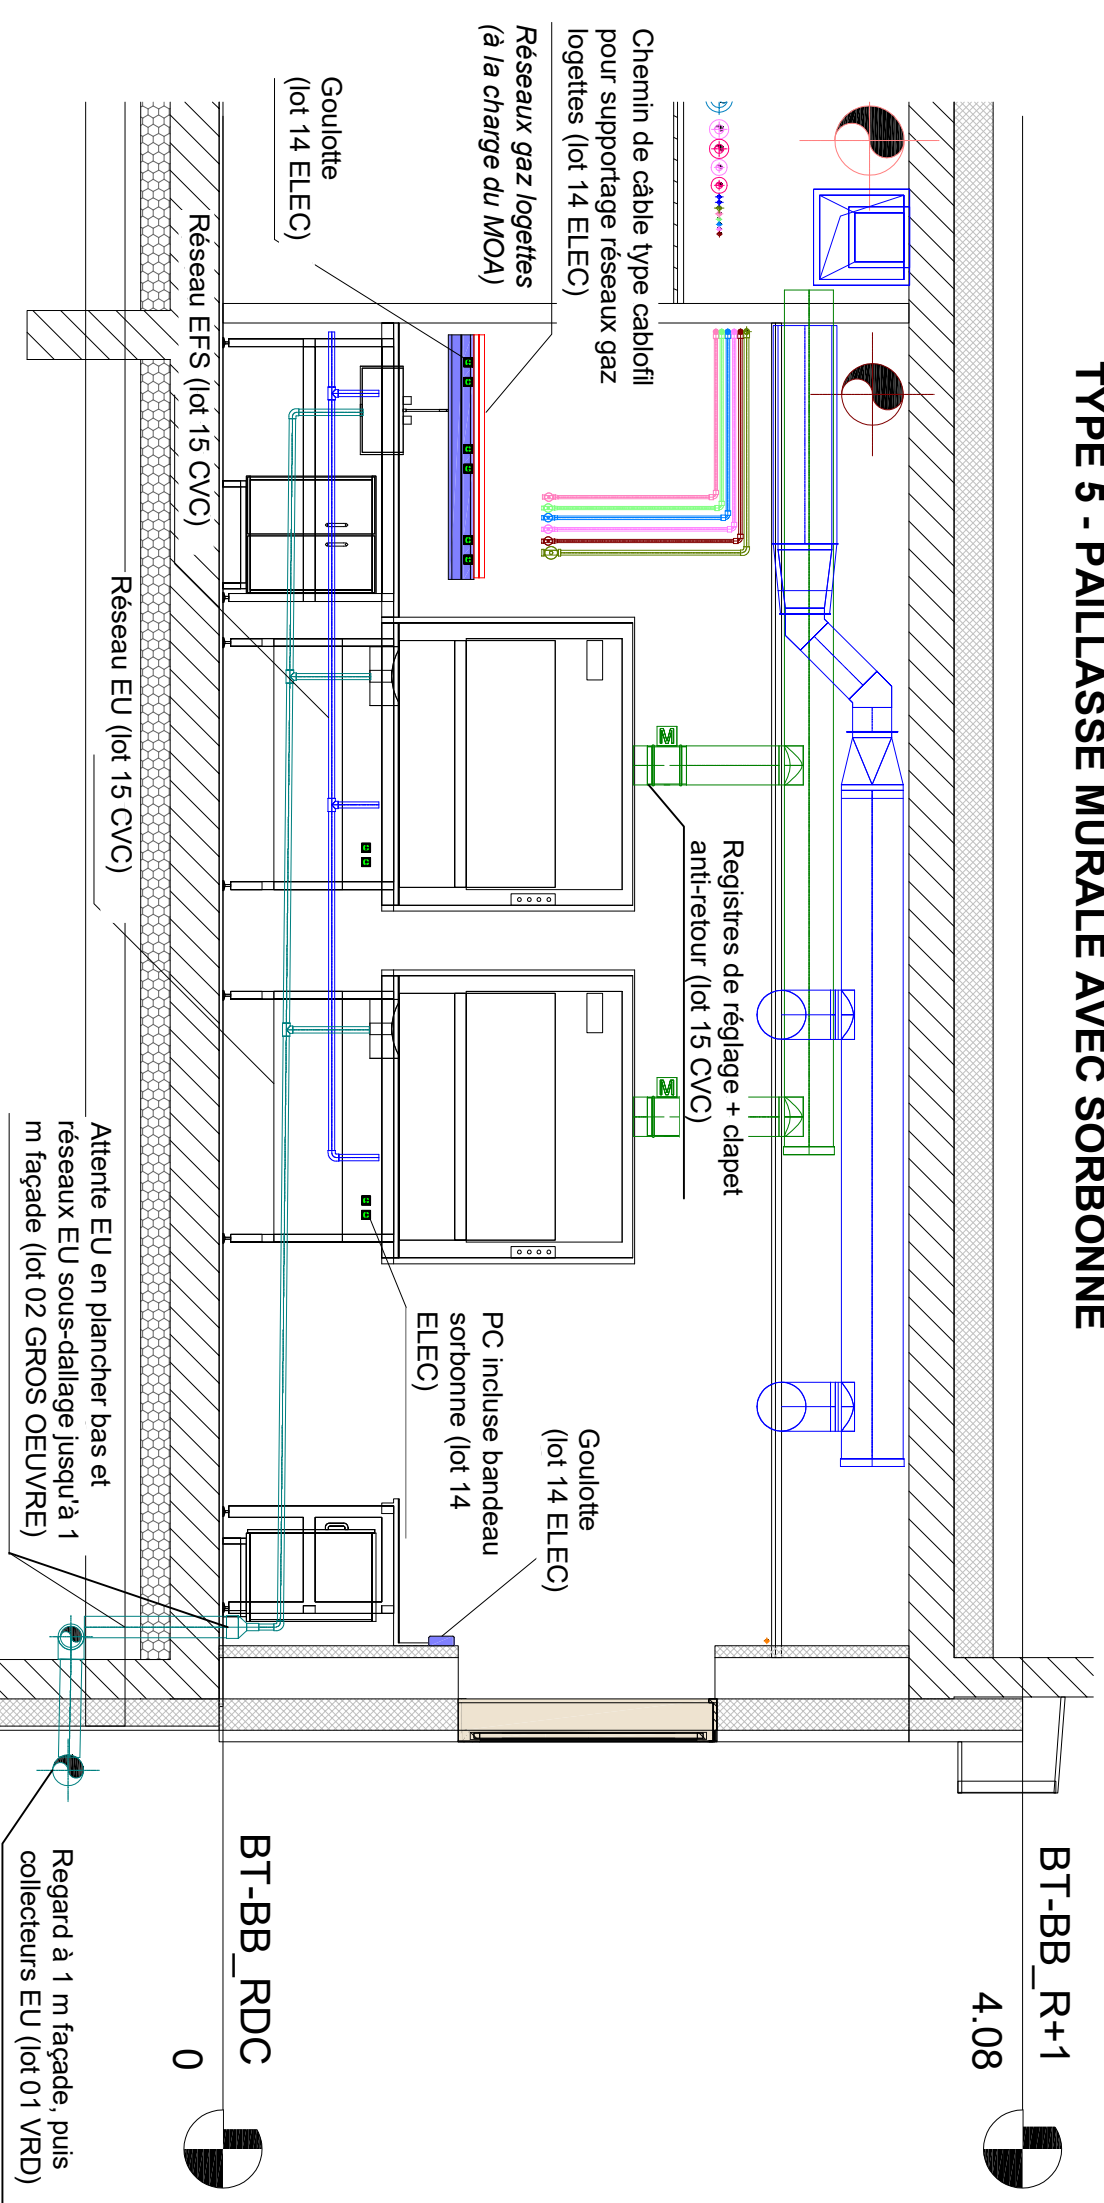 TYPE 5 - PAILLASSE MURALE AVEC SORBONNE
Chemin de câble type cablofil
pour supportage réseaux gaz
logettes (lot 14 ELEC)
Réseaux gaz logettes
(à la charge du MOA)
Goulotte
(lot 14 ELEC)
Réseau EFS (lot 15 CVC)
Réseau EU (lot 15 CVC)
Registres de réglage + clapet
anti-retour (lot 15 CVC)
M
M
PC incluse bandeau
sorbonne (lot 14
ELEC)
Goulotte
(lot 14 ELEC)
Attente EU en plancher bas et
réseaux EU sous-dallage jusqu'à 1
m façade (lot 02 GROS OEUVRE)
BT-BB_R+1
4.08
BT-BB_RDC
0
Regard à 1 m façade, puis
collecteurs EU (lot 01 VRD)